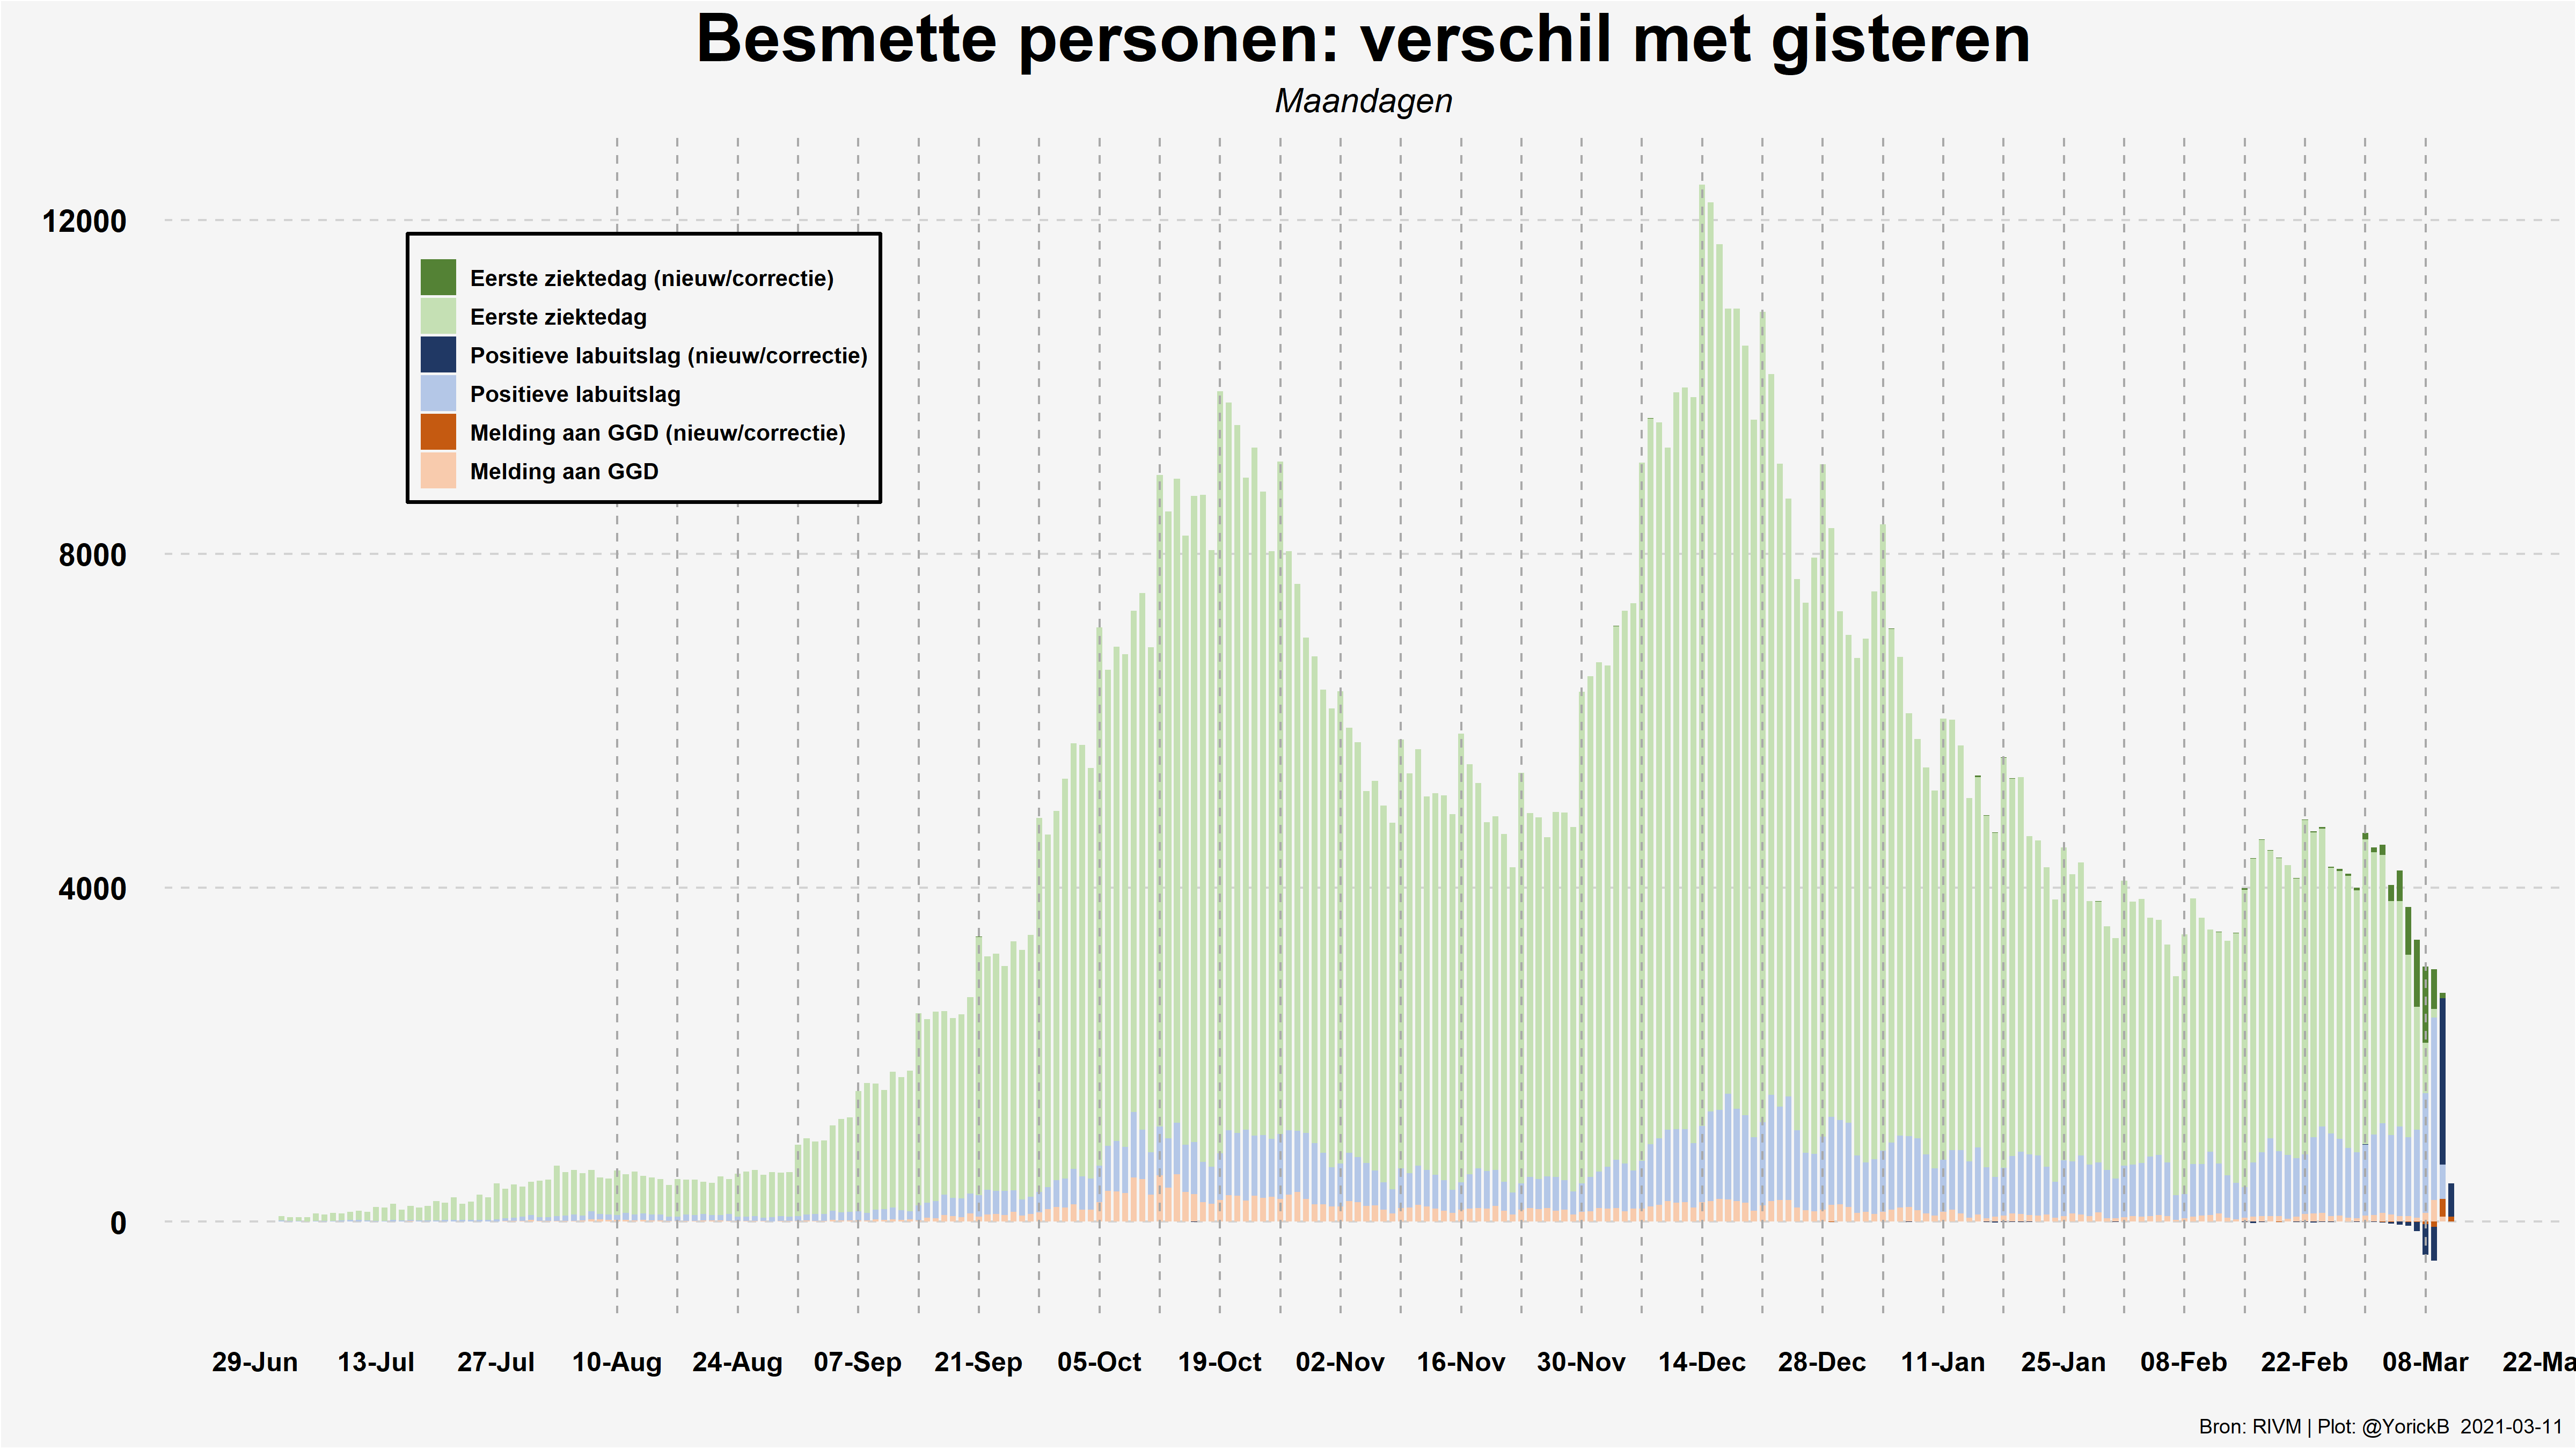 Besmette personen: verschil met gisteren
Maandagen
12000
8000
4000
0
Eerste ziektedag (nieuw/correctie)
Eerste ziektedag
Positieve labuitslag (nieuw/correctie)
Positieve labuitslag
Melding aan GGD (nieuw/correctie)
Melding aan GGD
29-Jun 13-Jul 27-Jul 10-Aug 24-Aug 07-Sep 21-Sep 05-Oct 19-Oct 02-Nov 16-Nov 30-Nov 14-Dec 28-Dec 11-Jan 25-Jan 08-Feb 22-Feb 08-Mar 22-Ma
Bron: RIVM | Plot: @YorickB 2021-03-11